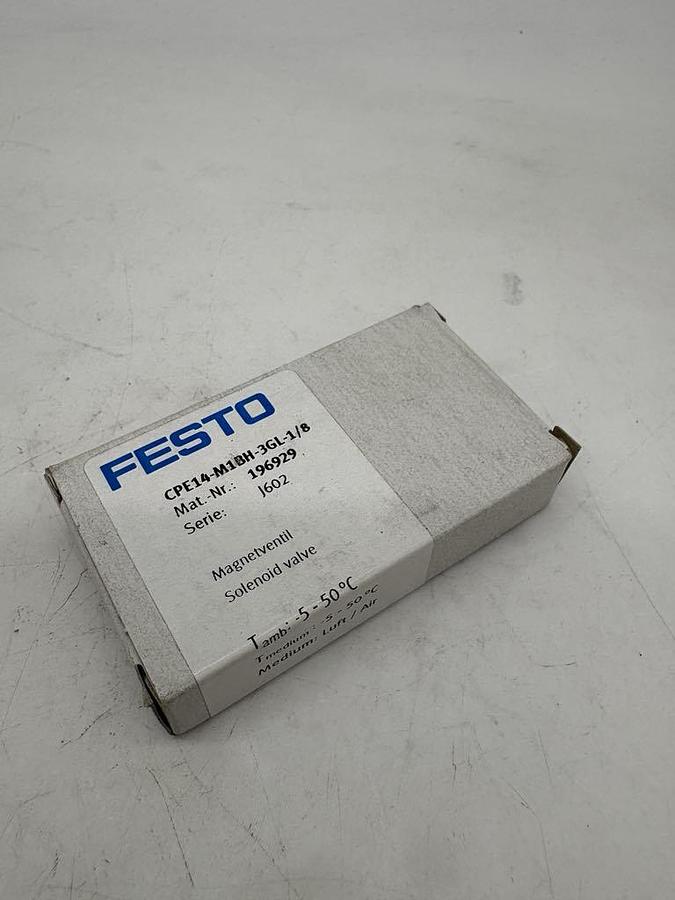 FESTO
CPE14-M1BH-3GL-1/8
Mat.-Nr.: 196929
Serie: J602
Magnetventil
Solenoid valve
Tamb: -5 - 50 °C
Tmedium: -5 - 50 °C
Medium: Luft / Air